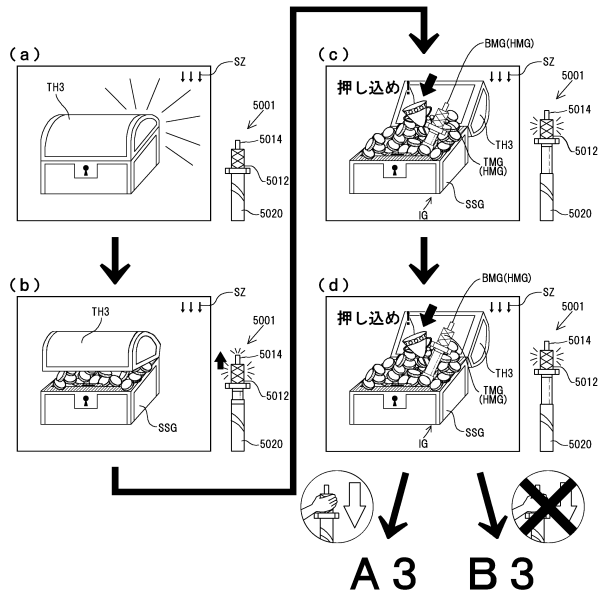 (a)
SZ
TH3
5001
5014
5012
5020
(b)
SZ
TH3
5001
5014
5012
SSG
5020
(c)
BMG(HMG)
SZ
押し込め!
5001
5014
5012
TH3
TMG
(HMG)
SSG
IG
5020
(d)
BMG(HMG)
SZ
押し込め!
5001
5014
TH3
5012
TMG
(HMG)
SSG
IG
5020
A3
B3